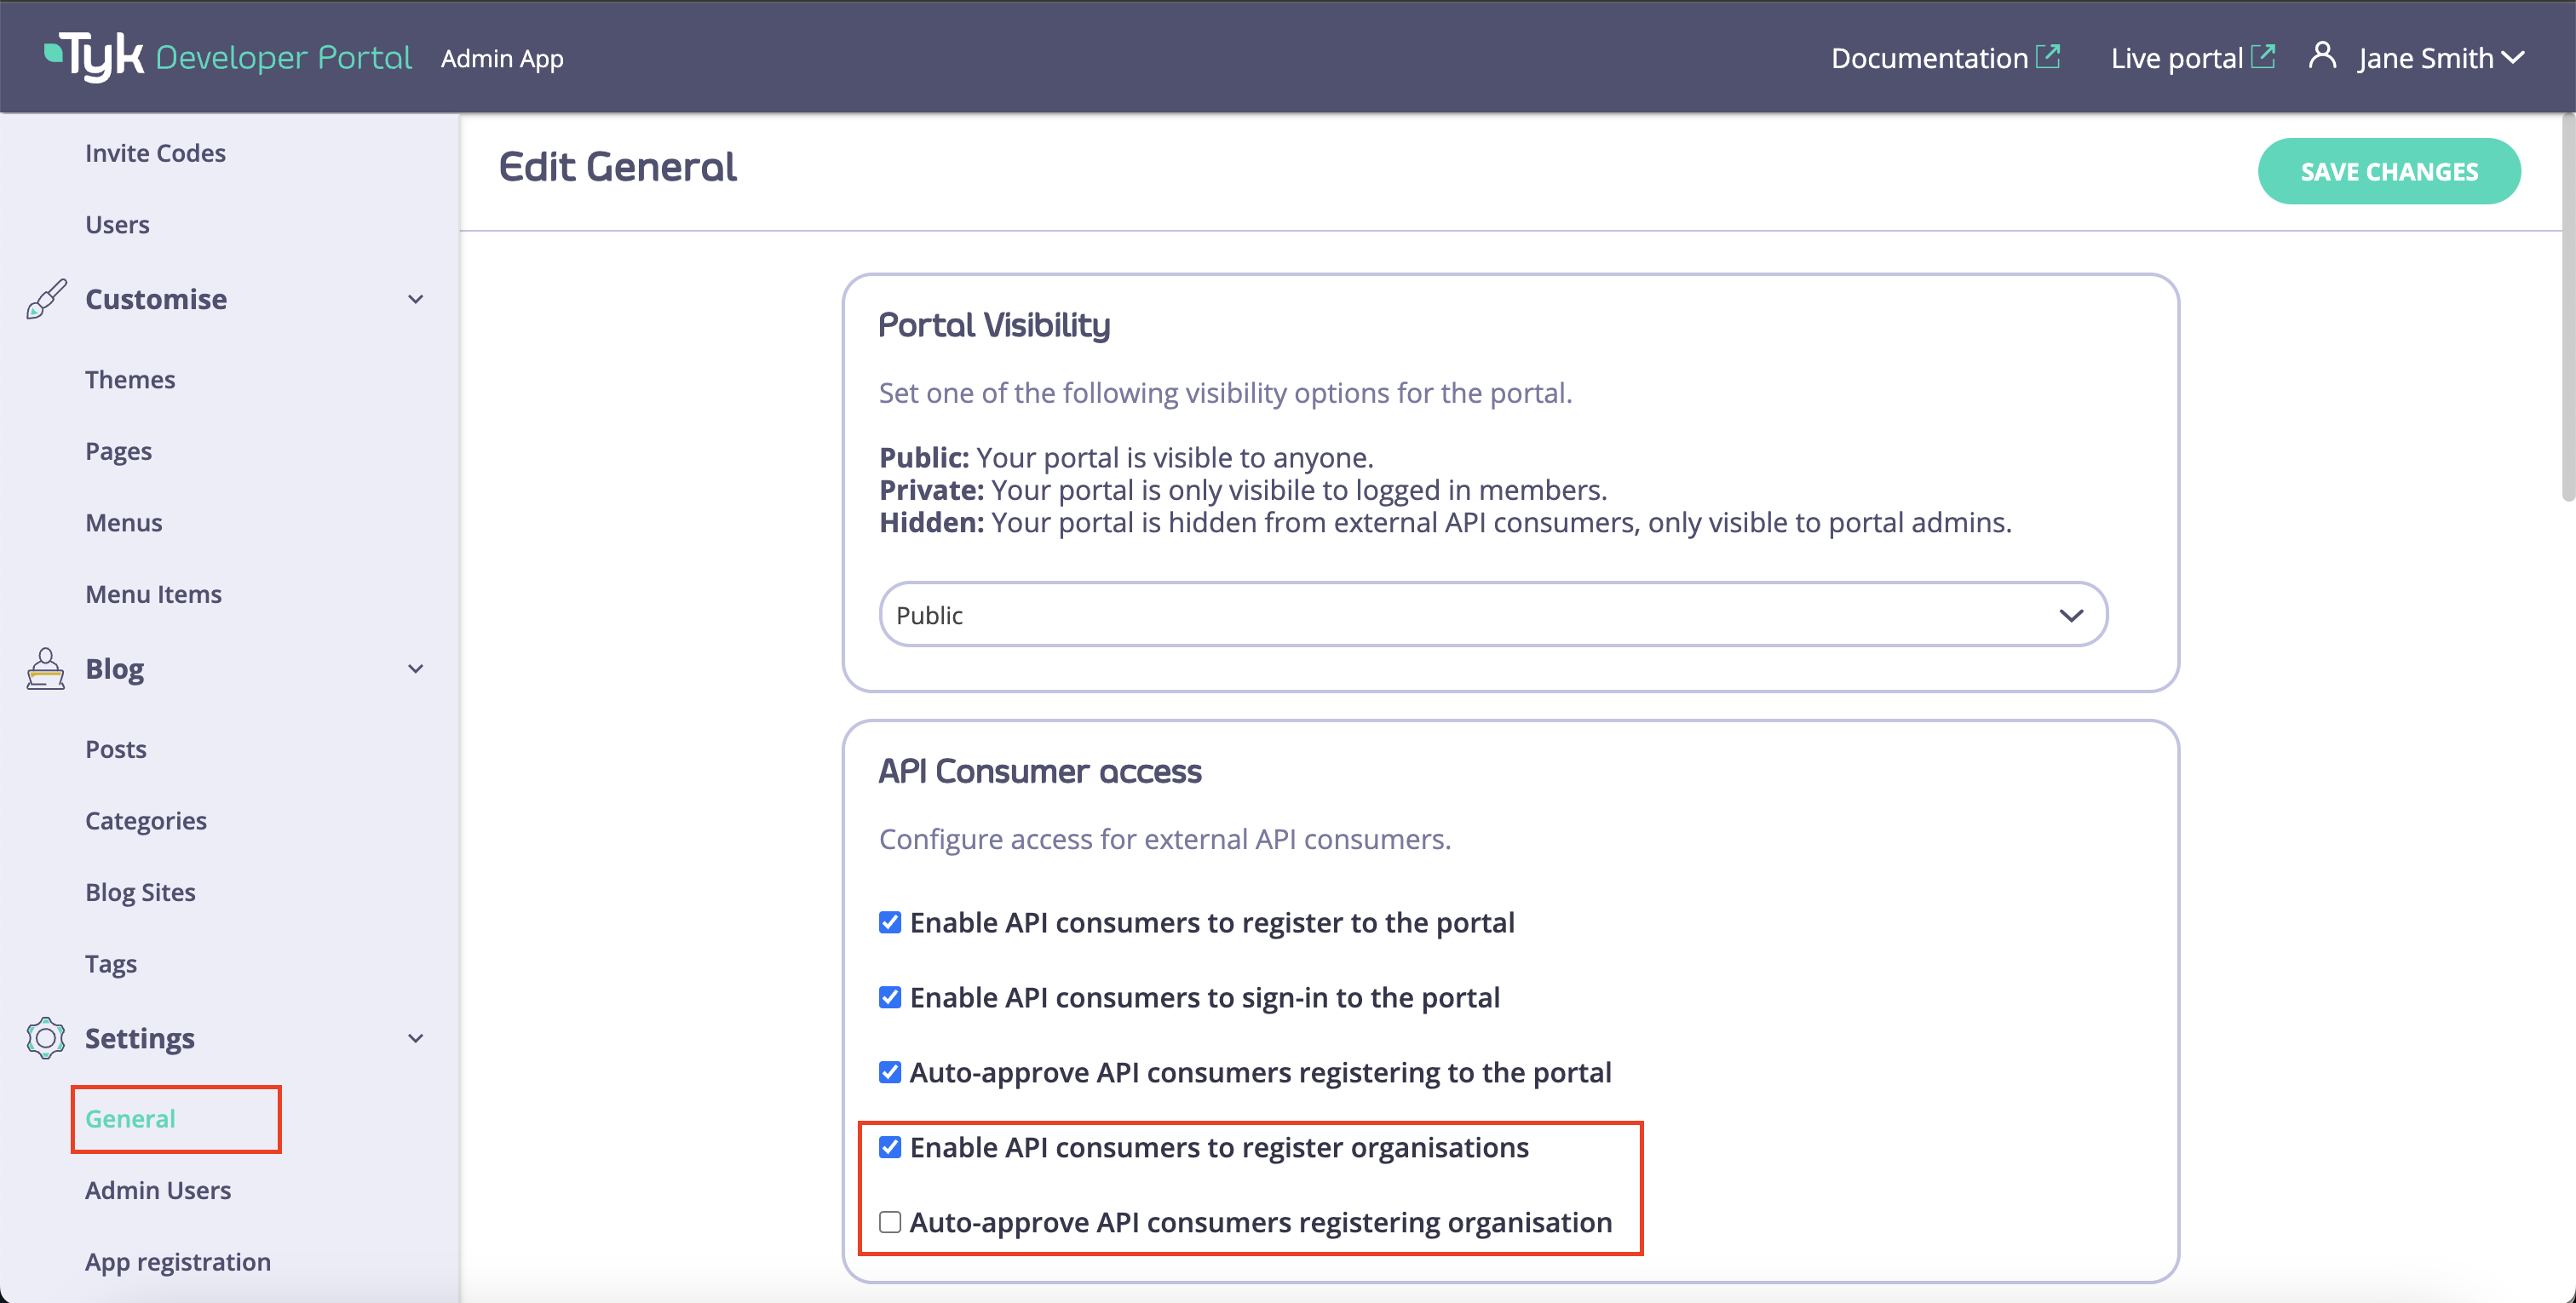 Tyk Developer Portal Admin App
Documentation Live portal Jane Smith
Invite Codes
Users
Customise
Themes
Pages
Menus
Menu Items
Blog
Posts
Categories
Blog Sites
Tags
Settings
General
Admin Users
App registration
Edit General
SAVE CHANGES
Portal Visibility
Set one of the following visibility options for the portal.
Public: Your portal is visible to anyone.
Private: Your portal is only visibile to logged in members.
Hidden: Your portal is hidden from external API consumers, only visible to portal admins.
Public
API Consumer access
Configure access for external API consumers.
Enable API consumers to register to the portal
Enable API consumers to sign-in to the portal
Auto-approve API consumers registering to the portal
Enable API consumers to register organisations
Auto-approve API consumers registering organisation